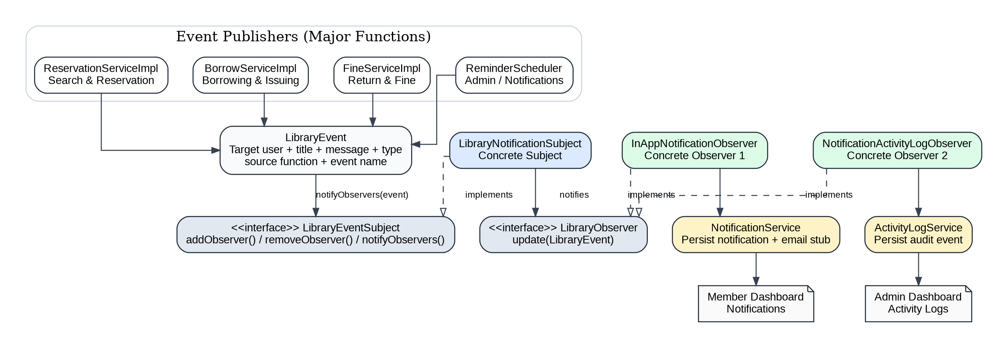 Event Publishers (Major Functions)
ReservationServiceImpl
Search & Reservation
BorrowServiceImpl
Borrowing & Issuing
FineServiceImpl
Return & Fine
ReminderScheduler
Admin / Notifications
LibraryEvent
Target user + title + message + type
source function + event name
LibraryNotificationSubject
Concrete Subject
InAppNotificationObserver
Concrete Observer 1
NotificationActivityLogObserver
Concrete Observer 2
notifyObservers(event)
implements
notifies
implements
implements
<<interface>> LibraryEventSubject
addObserver() / removeObserver() / notifyObservers()
<<interface>> LibraryObserver
update(LibraryEvent)
NotificationService
Persist notification + email stub
ActivityLogService
Persist audit event
Member Dashboard
Notifications
Admin Dashboard
Activity Logs